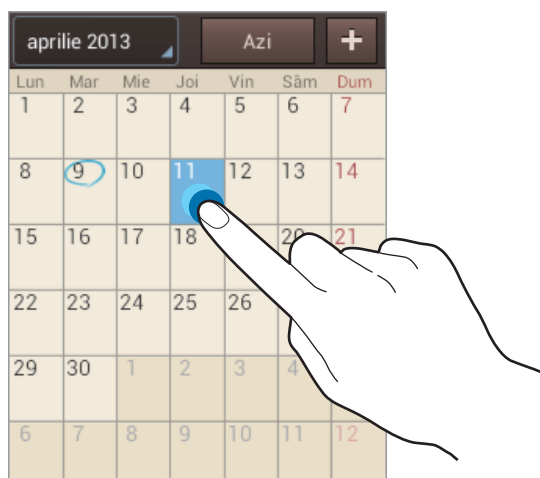 aprilie 2013 Azi +
Lun Mar Mie Joi Vin Sâm Dum
1 2 3 4 5 6 7
8 9 10 11 12 13 14
15 16 17 18 20 21
22 23 24 25 26
29 30 1 2 3 4
6 7 8 9 10 11 12